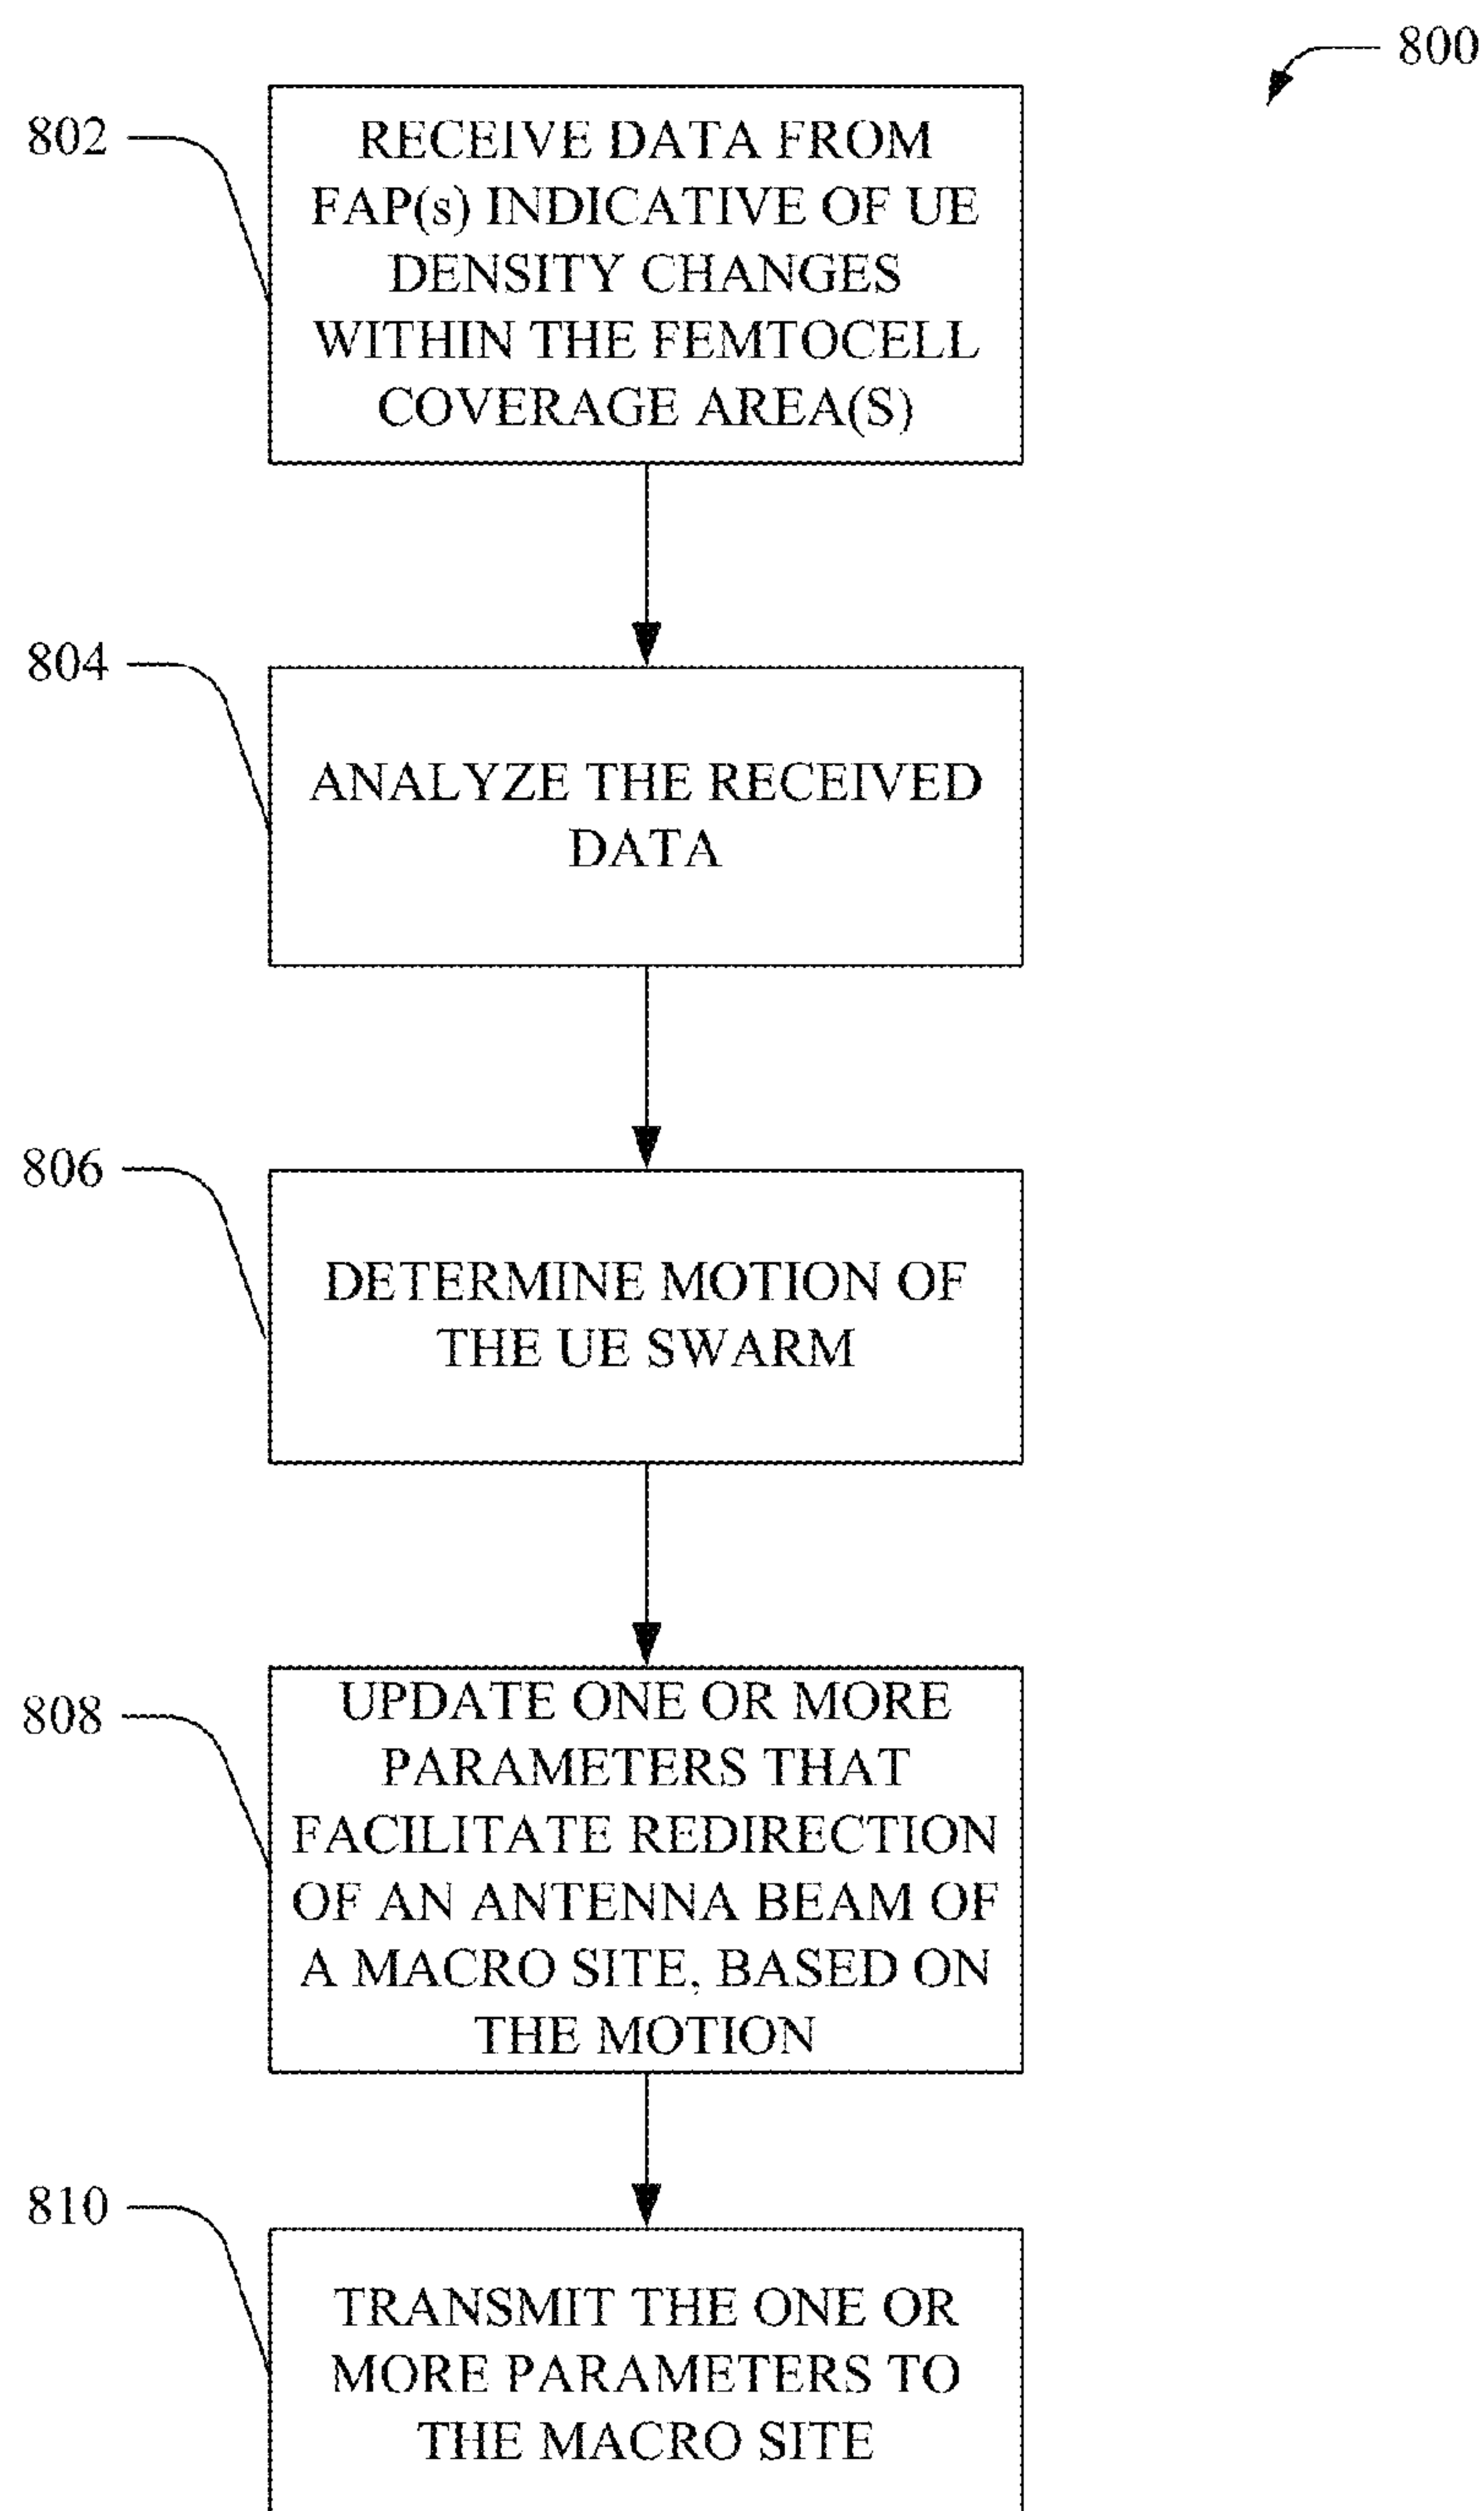 800
802
RECEIVE DATA FROM
FAP(s) INDICATIVE OF UE
DENSITY CHANGES
WITHIN THE FEMTOCELL
COVERAGE AREA(S)
804
ANALYZE THE RECEIVED
DATA
806
DETERMINE MOTION OF
THE UE SWARM
808
UPDATE ONE OR MORE
PARAMETERS THAT
FACILITATE REDIRECTION
OF AN ANTENNA BEAM OF
A MACRO SITE, BASED ON
THE MOTION
810
TRANSMIT THE ONE OR
MORE PARAMETERS TO
THE MACRO SITE